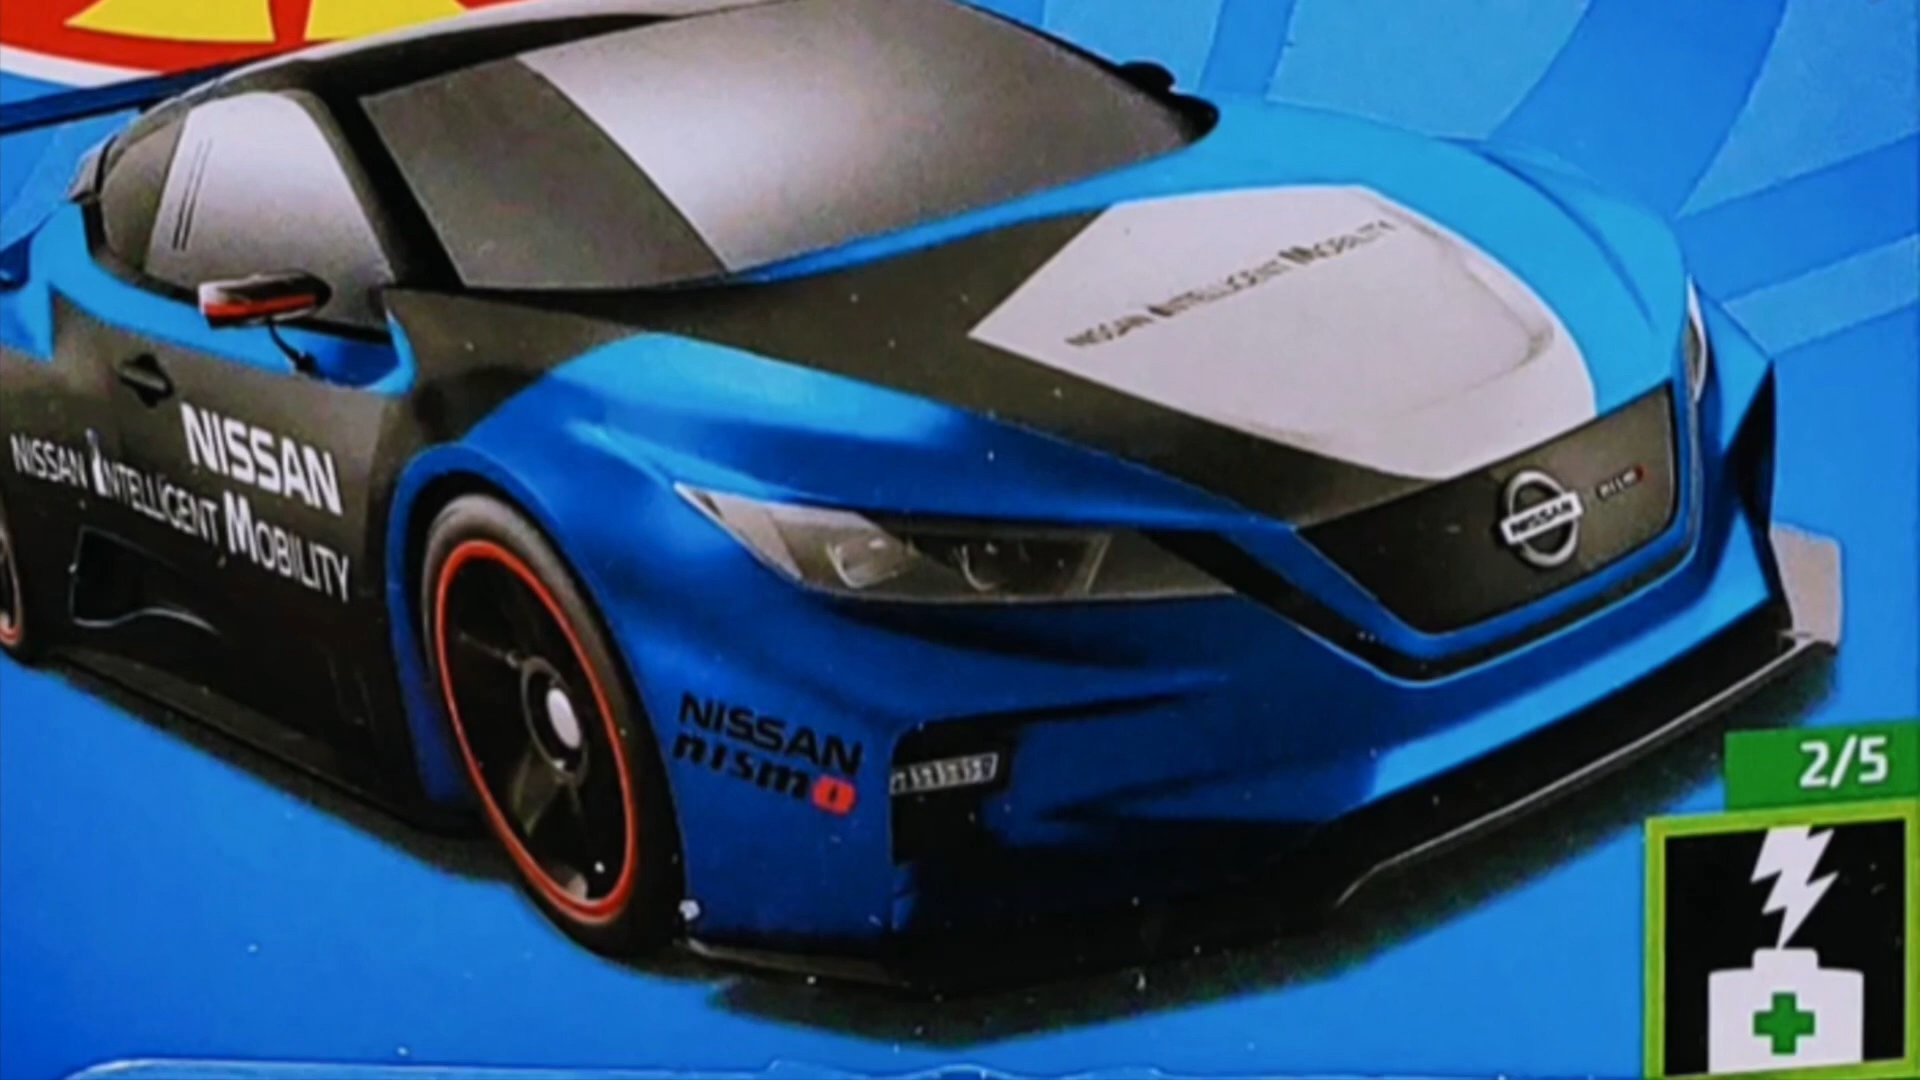 NISSAN INTELLIGENT MOBILITY
NISSAN
NISSAN INTELLIGENT MOBILITY
NISSAN
NISSAN
nismo
2/5